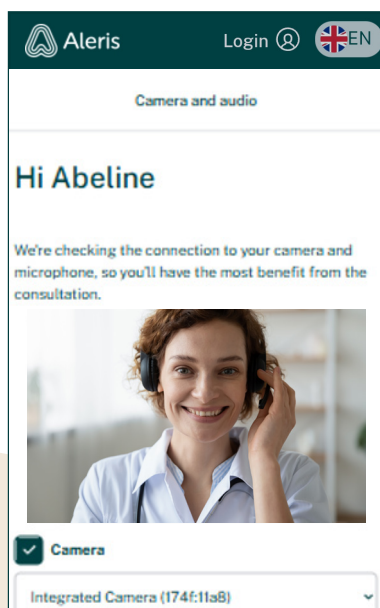 Aleris
Login
EN
Camera and audio
Hi Abeline
We're checking the connection to your camera and
microphone, so you'll have the most benefit from the
consultation.
Camera
Integrated Camera (174f:11a8)